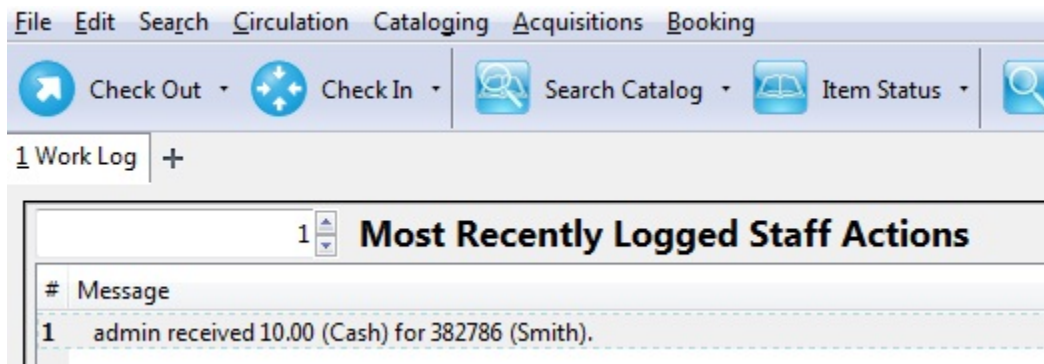 File Edit Search Circulation Cataloging Acquisitions Booking
Check Out Check In Search Catalog Item Status
1 Work Log +
1 Most Recently Logged Staff Actions
# Message
1 admin received 10.00 (Cash) for 382786 (Smith).